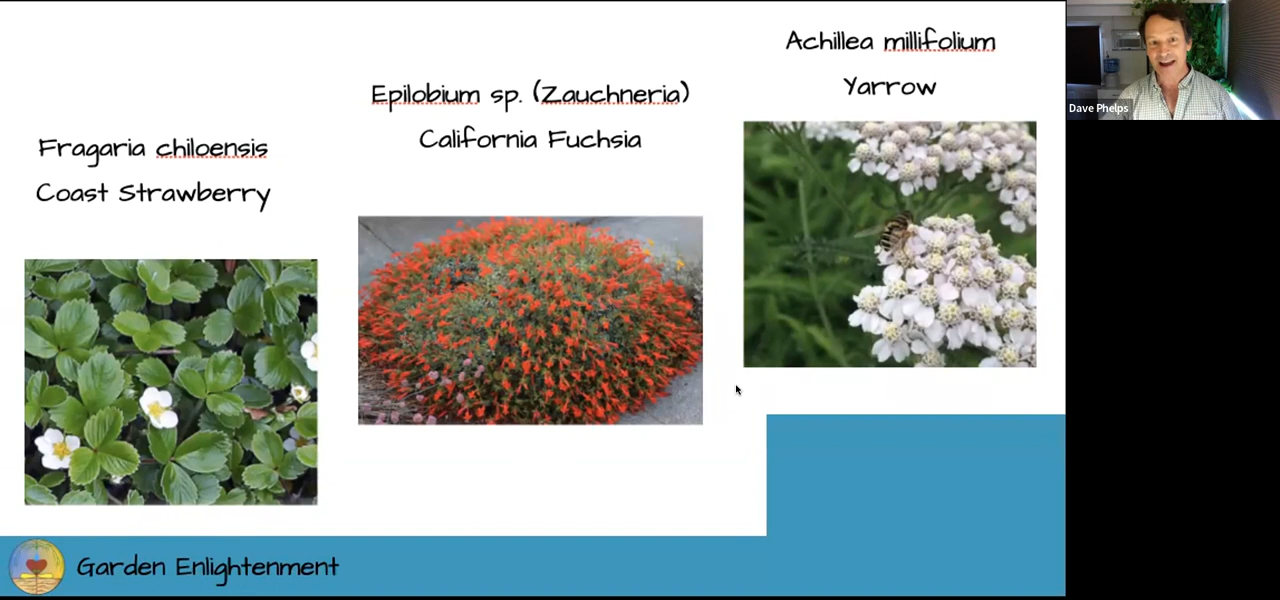 Fragaria chiloensis
Coast Strawberry
Epilobium sp. (Zauchneria)
California Fuchsia
Achillea millifolium
Yarrow
Dave Phelps
Garden Enlightenment